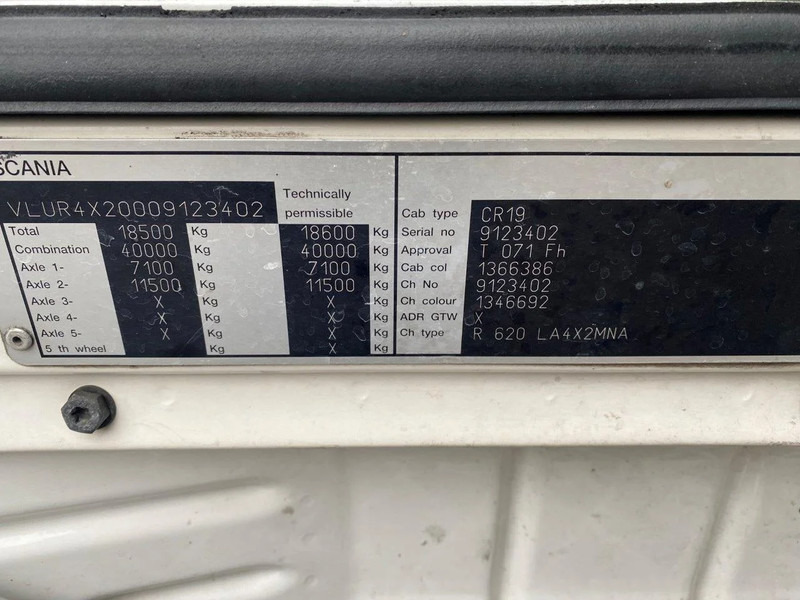 SCANIA
VLUR4X20009123402
Technically
permissible
Total 18500 Kg 18600 Kg
Combination 40000 Kg 40000 Kg
Axle 1- 7100 Kg 7100 Kg
Axle 2- 11500 Kg 11500 Kg
Axle 3- X Kg X Kg
Axle 4- X Kg X Kg
Axle 5- X Kg X Kg
5 th wheel Kg X Kg
Cab type CR19
Serial no 9123402
Approval T 071 Fh
Cab col 1366386
Ch No 9123402
Ch colour 1346692
ADR GTW X
Ch type R 620 LA4X2MNA